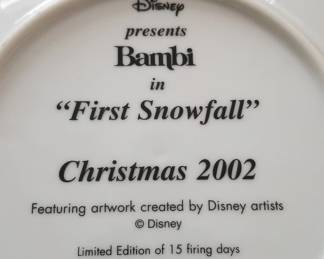 Disney
presents
Bambi
in
“First Snowfall”
Christmas 2002
Featuring artwork created by Disney artists
© Disney
Limited Edition of 15 firing days